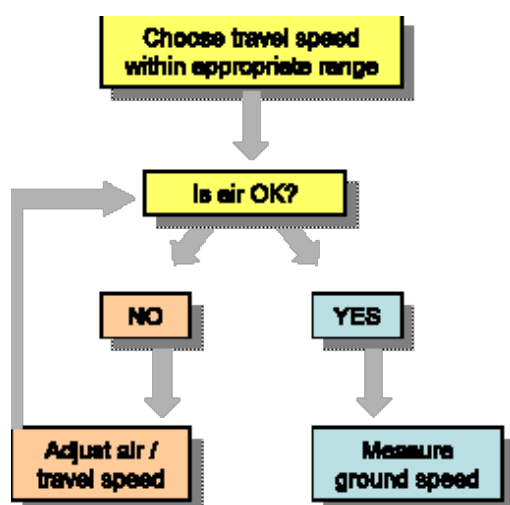 Choose travel speed
within appropriate range
Is air OK?
NO
YES
Adjust air /
travel speed
Measure
ground speed